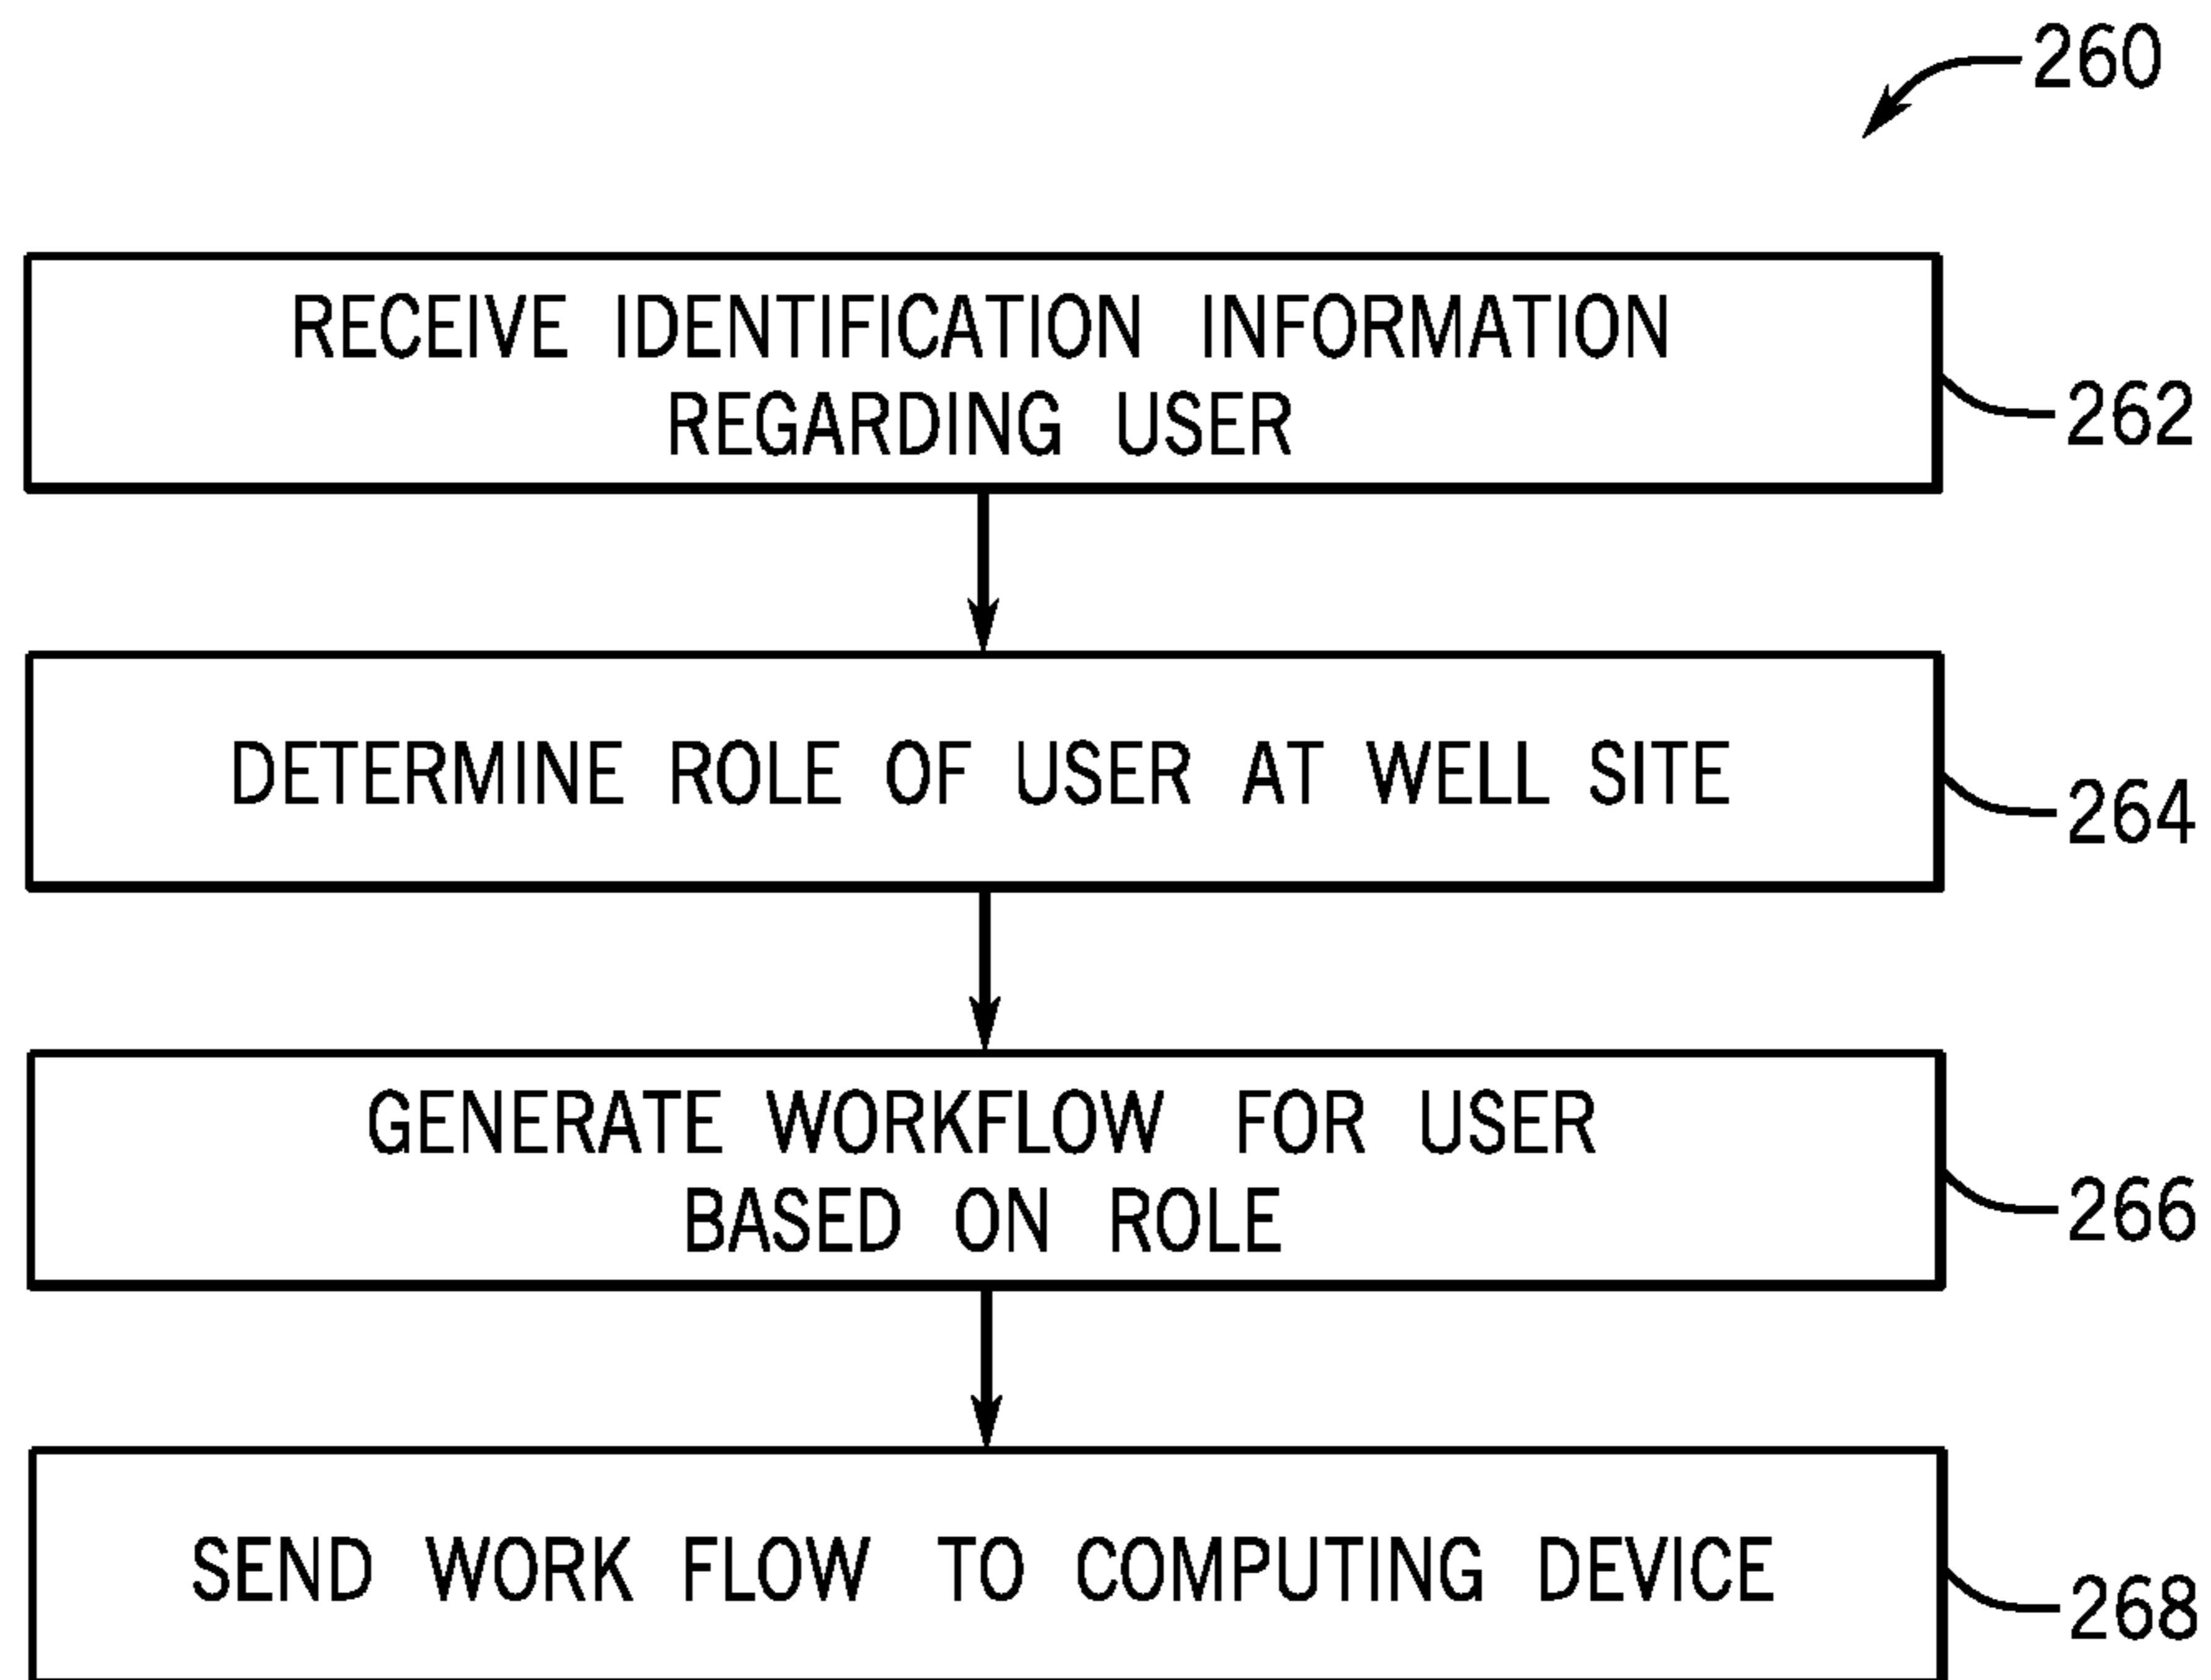 260
RECEIVE IDENTIFICATION INFORMATION
REGARDING USER
262
DETERMINE ROLE OF USER AT WELL SITE
264
GENERATE WORKFLOW FOR USER
BASED ON ROLE
266
SEND WORK FLOW TO COMPUTING DEVICE
268